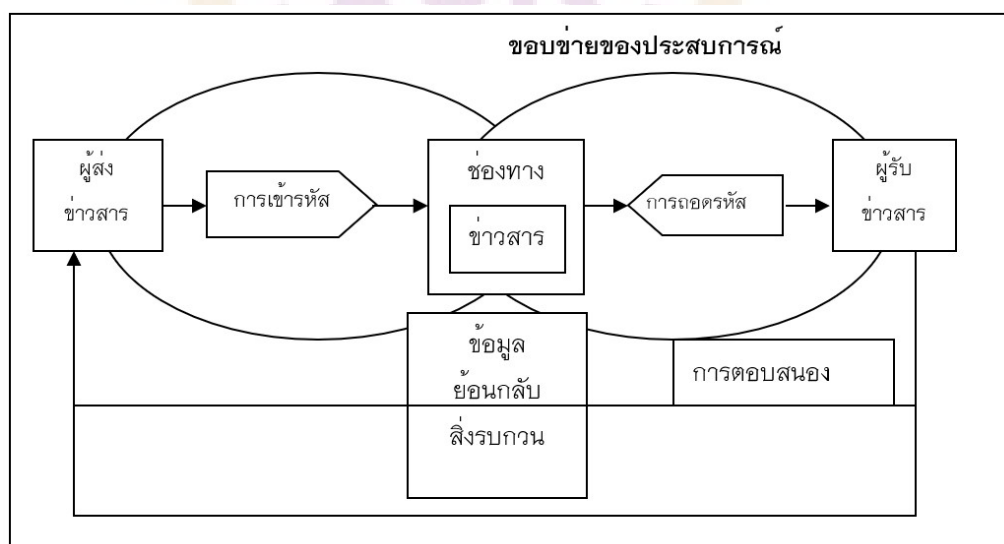 ขอบข่ายของประสบการณ์
ผู้ส่ง
ข่าวสาร
การเข้ารหัส
ช่องทาง
ข่าวสาร
การถอดรหัส
ผู้รับ
ข่าวสาร
ข้อมูล
ย้อนกลับ
การตอบสนอง
สิ่งรบกวน